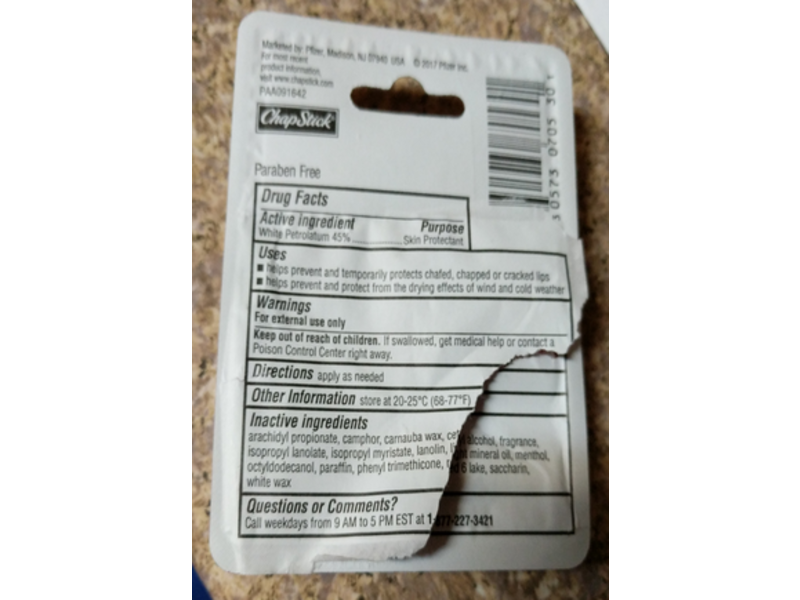 Marketed by: Pfizer, Madison, NJ 07940 USA © 2017 Pfizer Inc.
For most recent
product information,
visit www.chapstick.com
PAA091642
ChapStick
Paraben Free
Drug Facts
Active ingredient Purpose
White Petrolatum 45% Skin Protectant
Uses
■ helps prevent and temporarily protects chafed, chapped or cracked lips
■ helps prevent and protect from the drying effects of wind and cold weather
Warnings
For external use only
Keep out of reach of children. If swallowed, get medical help or contact a
Poison Control Center right away.
Directions apply as needed
Other Information store at 20-25°C (68-77°F)
Inactive ingredients
arachidyl propionate, camphor, carnauba wax, alcohol, fragrance,
isopropyl lanolate, isopropyl myristate, lanolin, mineral oil, menthol,
octyldodecanol, paraffin, phenyl trimethicone, 6 lake, saccharin,
white wax
Questions or Comments?
Call weekdays from 9 AM to 5 PM EST at 1-877-227-3421